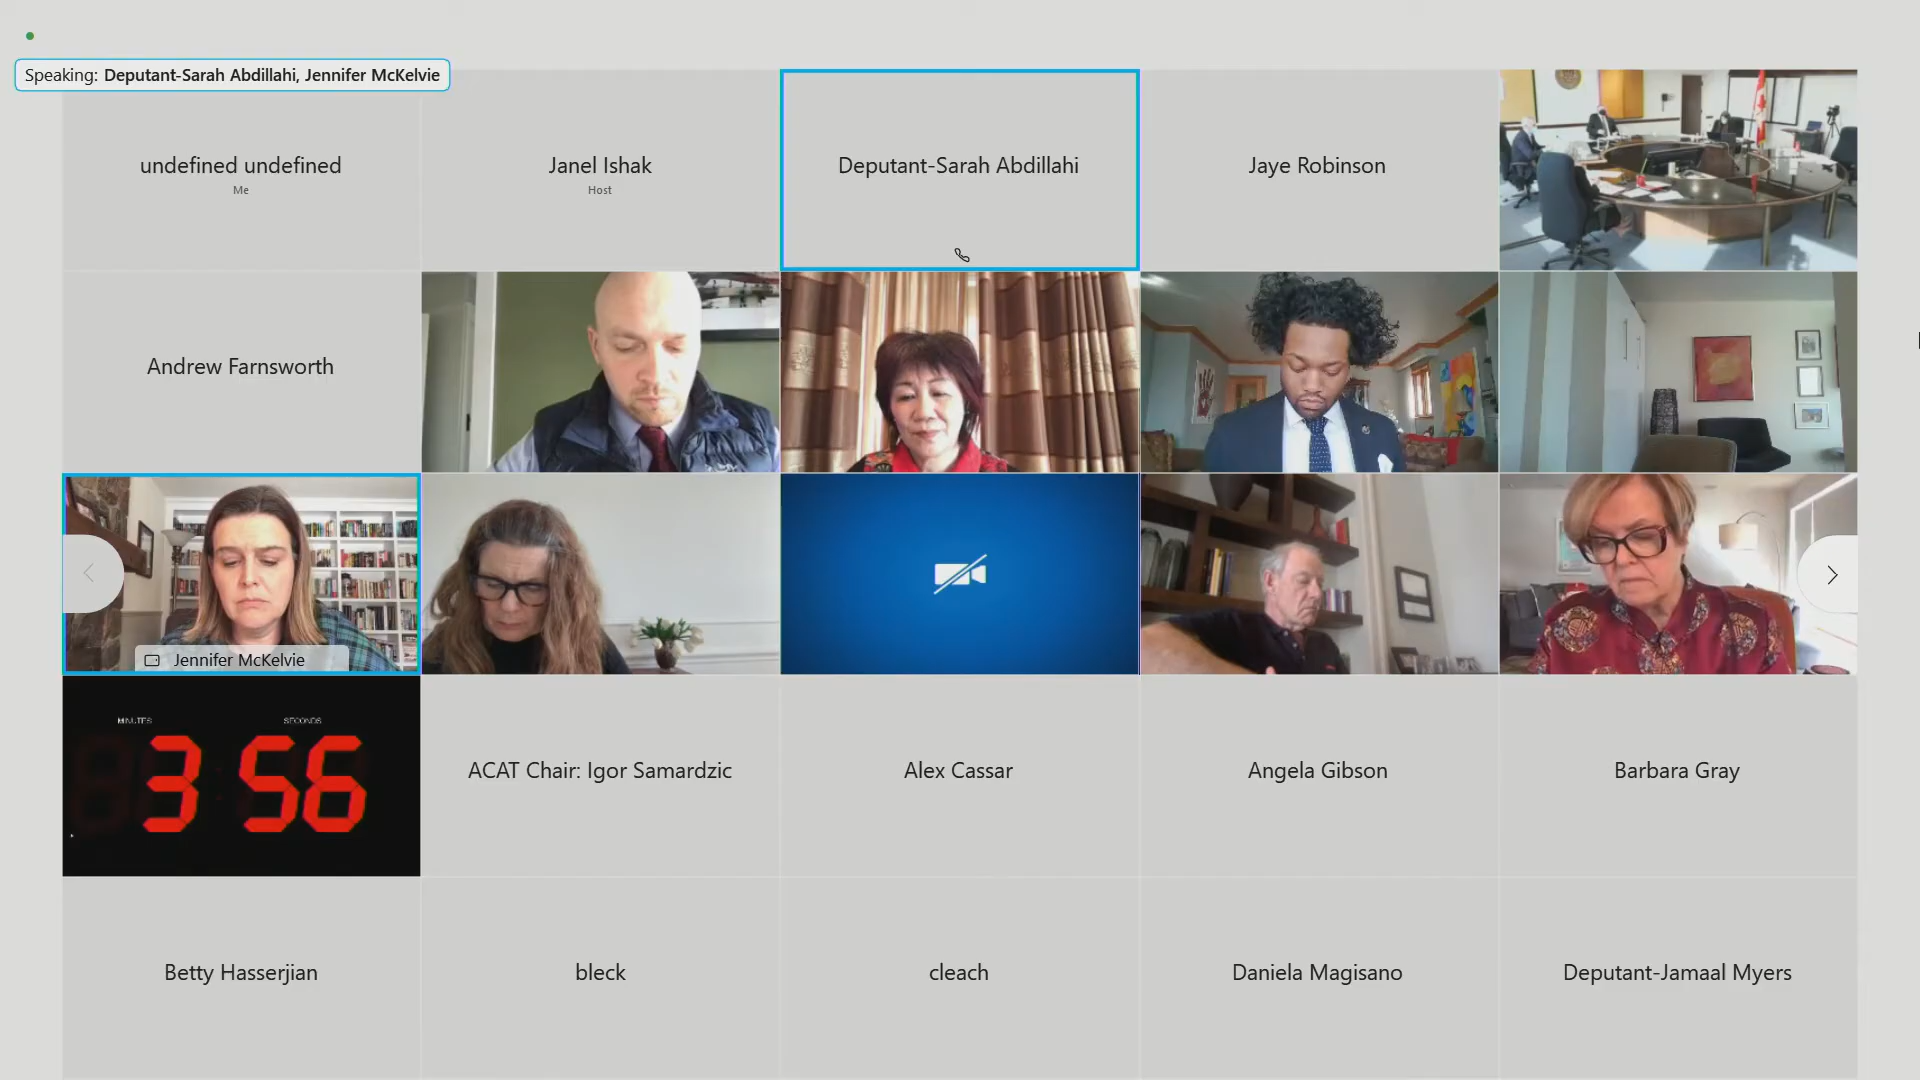 Speaking: Deputant-Sarah Abdillahi, Jennifer McKelvie
undefined undefined
Me
Janel Ishak
Host
Deputant-Sarah Abdillahi
Jaye Robinson
Andrew Farnsworth
Jennifer McKelvie
MINUTES
SECONDS
3 56
ACAT Chair: Igor Samardzic
Alex Cassar
Angela Gibson
Barbara Gray
Betty Hasserjian
bleck
cleach
Daniela Magisano
Deputant-Jamaal Myers